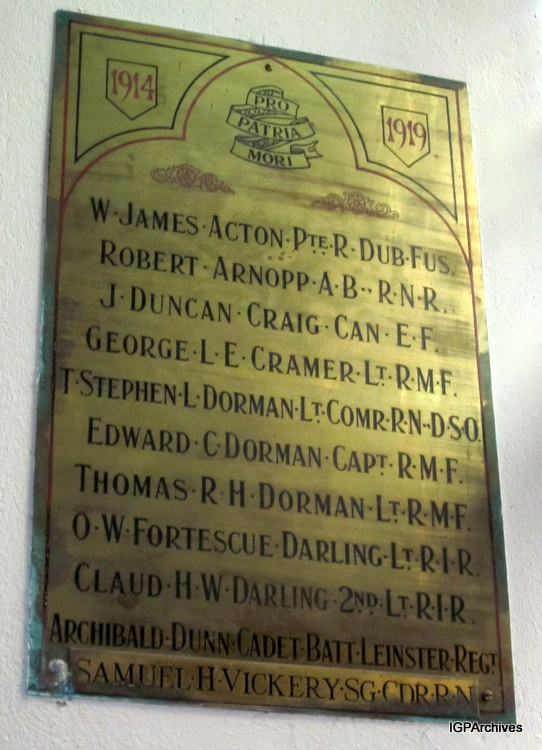 1914
1919
PRO
PATRIA
MORI
W·JAMES·ACTON·PTE·R·DUB·FUS.
ROBERT·ARNOPP·A·B··R·N·R.
J·DUNCAN·CRAIG·CAN·E·F.
GEORGE·L·E·CRAMER·LT·R·M·F.
T·STEPHEN·L·DORMAN·LT·COMR·R·N·D·S·O.
EDWARD·C·DORMAN·CAPT·R·M·F.
THOMAS·R·H·DORMAN·LT·R·M·F.
O·W·FORTESCUE·DARLING·LT·R·I·R.
CLAUD·H·W·DARLING·2ND·LT·R·I·R.
ARCHIBALD·DUNN·CADET·BATT·LEINSTER·REGT.
SAMUEL·H·VICKERY·SG·CDR·R·N
IGPArchives